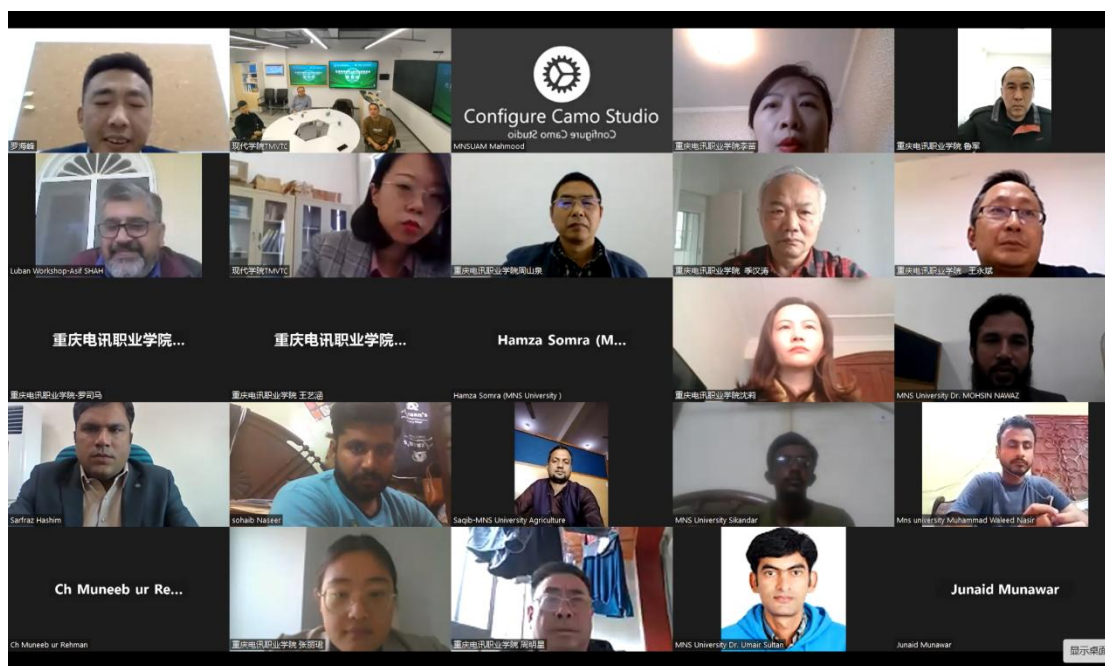 罗海峰
现代学院TMVTC
Configure Camo Studio
Configure Camo Studio
MNSUAM Mahmood
重庆电讯职业学院李茴
重庆电讯职业学院 鲁军
Luban Workshop-Asif SHAH
现代学院TMVTC
重庆电讯职业学院周山泉
重庆电讯职业学院 季汉涛
重庆电讯职业学院 王永斌
重庆电讯职业学院...
重庆电讯职业学院-罗司马
重庆电讯职业学院...
重庆电讯职业学院 王艺涵
Hamza Somra (M...
Hamza Somra (MNS University )
重庆电讯职业学院沈莉
MNS University Dr. MOHSIN NAWAZ
Sarfraz Hashim
sohaib Naseer
Saqib-MNS University Agriculture
MNS University Sikandar
Mns university Muhammad Waleed Nasir
Ch Muneeb ur Re...
Ch Muneeb ur Rehman
重庆电讯职业学院 张丽珺
重庆电讯职业学院 周明星
MNS University Dr. Umair Sultan
Junaid Munawar
Junaid Munawar
显示桌面